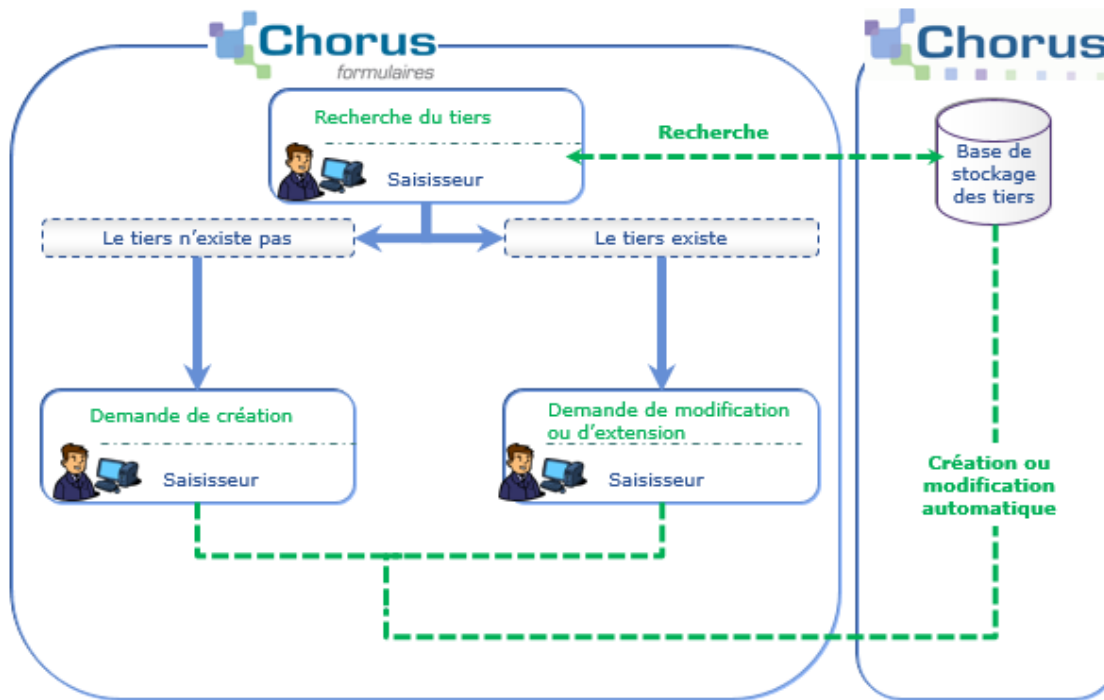 Chorus
formulaires
Chorus
Recherche du tiers
Saisisseur
Recherche
Base de
stockage
des tiers
Le tiers n’existe pas
Le tiers existe
Demande de création
Saisisseur
Demande de modification
ou d’extension
Saisisseur
Création ou
modification
automatique